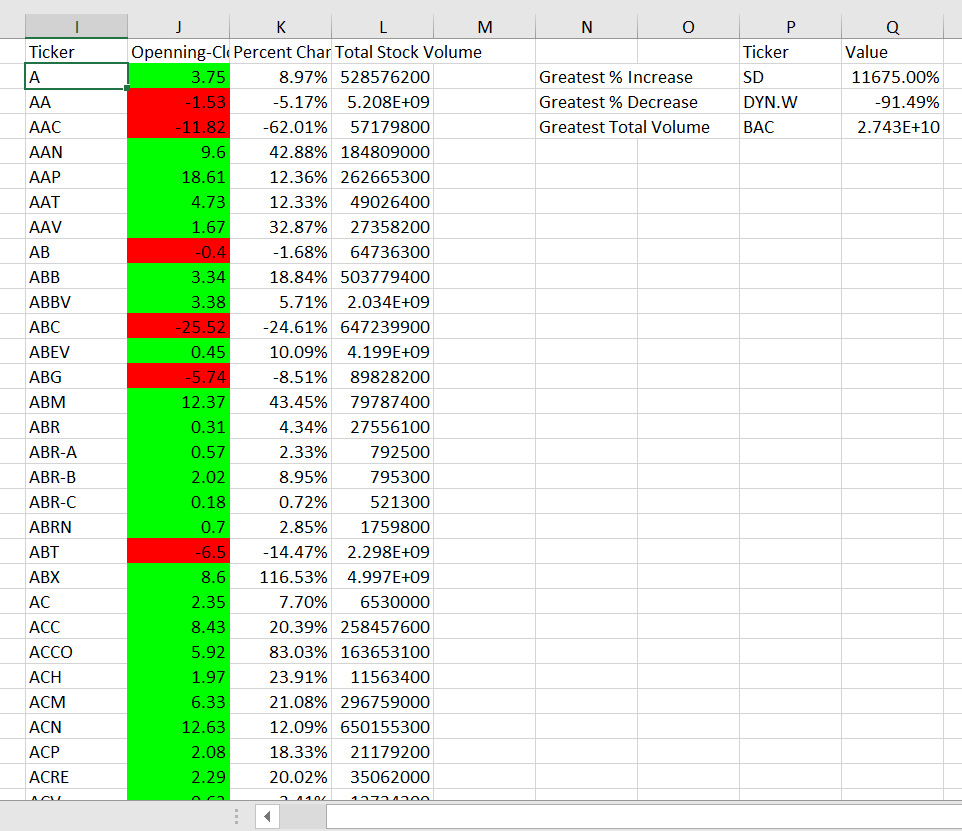 I J K L M N O P Q
Ticker Openning-Clo Percent Char Total Stock Volume Ticker Value
A 3.75 8.97% 528576200 Greatest % Increase SD 11675.00%
AA -1.53 -5.17% 5.208E+09 Greatest % Decrease DYN.W -91.49%
AAC -11.82 -62.01% 57179800 Greatest Total Volume BAC 2.743E+10
AAN 9.6 42.88% 184809000
AAP 18.61 12.36% 262665300
AAT 4.73 12.33% 49026400
AAV 1.67 32.87% 27358200
AB -0.4 -1.68% 64736300
ABB 3.34 18.84% 503779400
ABBV 3.38 5.71% 2.034E+09
ABC -25.52 -24.61% 647239900
ABEV 0.45 10.09% 4.199E+09
ABG -5.74 -8.51% 89828200
ABM 12.37 43.45% 79787400
ABR 0.31 4.34% 27556100
ABR-A 0.57 2.33% 792500
ABR-B 2.02 8.95% 795300
ABR-C 0.18 0.72% 521300
ABRN 0.7 2.85% 1759800
ABT -6.5 -14.47% 2.298E+09
ABX 8.6 116.53% 4.997E+09
AC 2.35 7.70% 6530000
ACC 8.43 20.39% 258457600
ACCO 5.92 83.03% 163653100
ACH 1.97 23.91% 11563400
ACM 6.33 21.08% 296759000
ACN 12.63 12.09% 650155300
ACP 2.08 18.33% 21179200
ACRE 2.29 20.02% 35062000